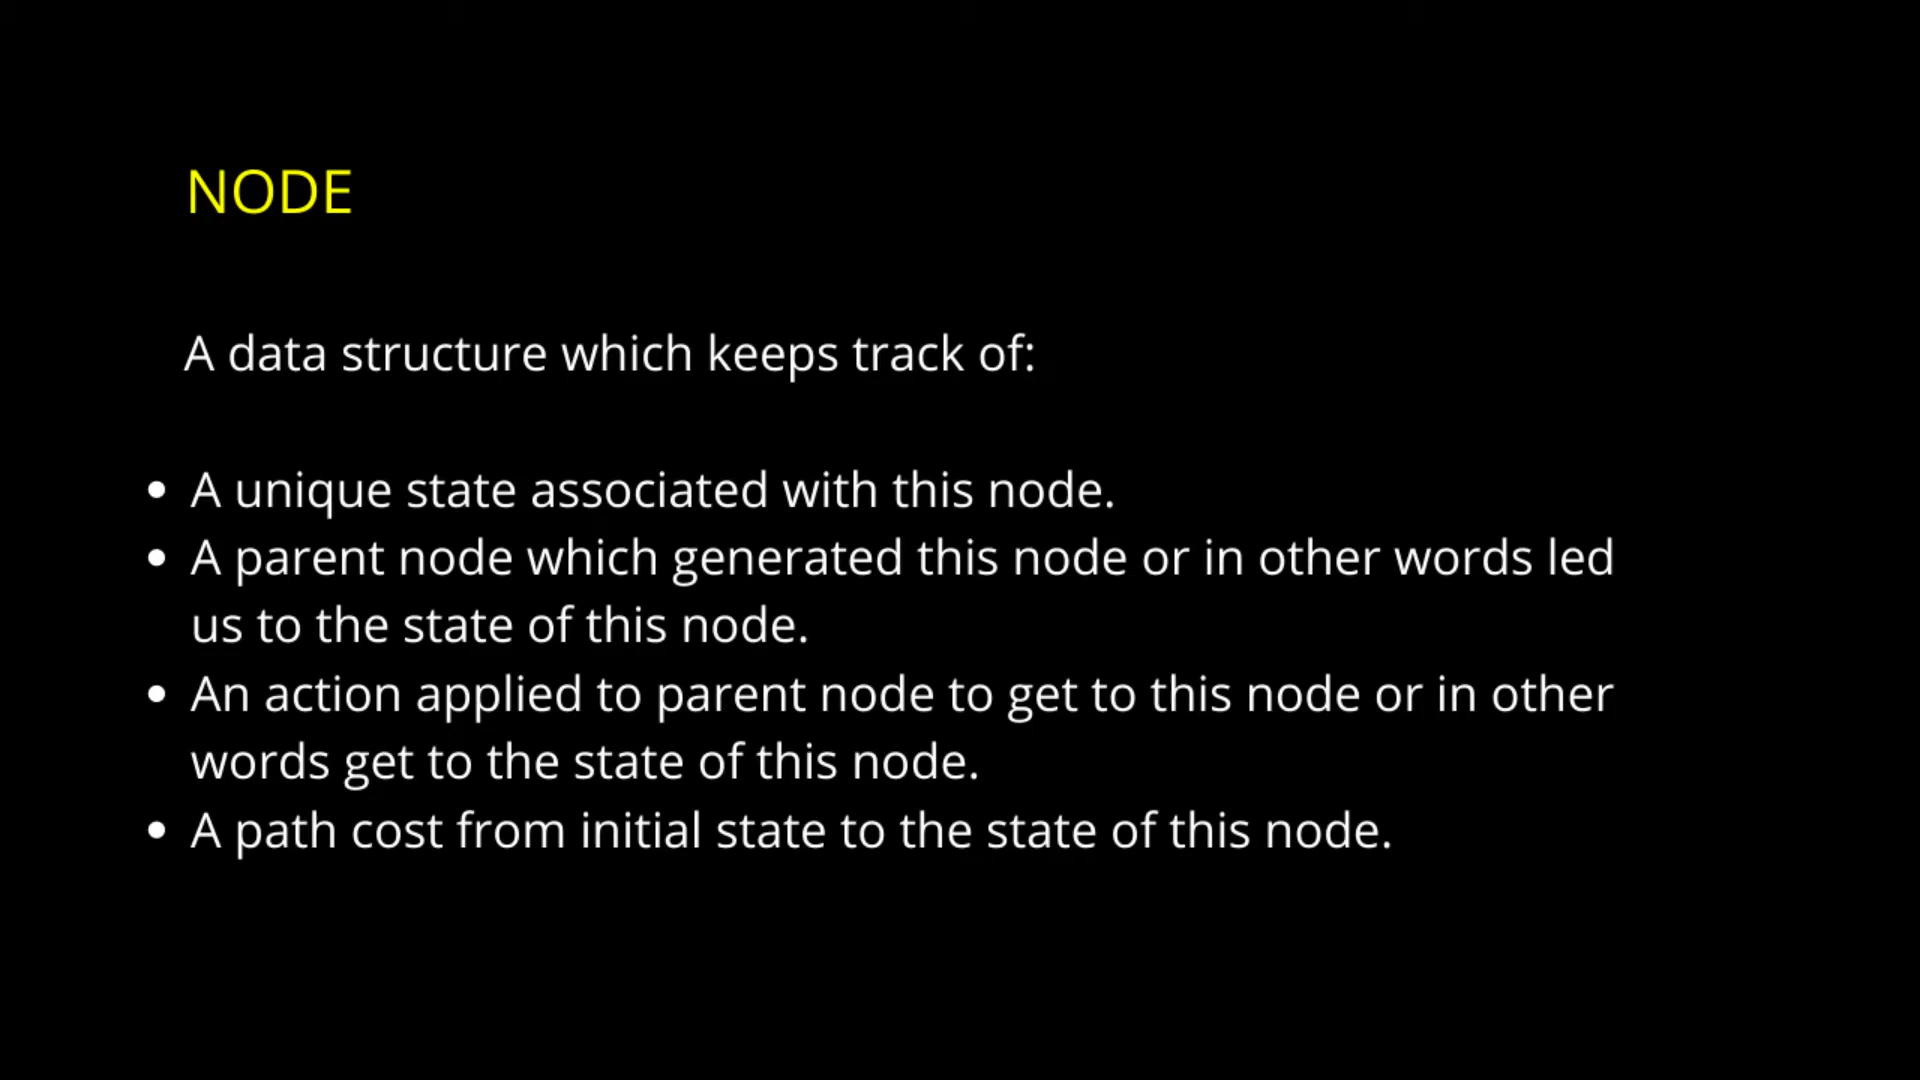 NODE
A data structure which keeps track of:
• A unique state associated with this node.
• A parent node which generated this node or in other words led
us to the state of this node.
• An action applied to parent node to get to this node or in other
words get to the state of this node.
• A path cost from initial state to the state of this node.